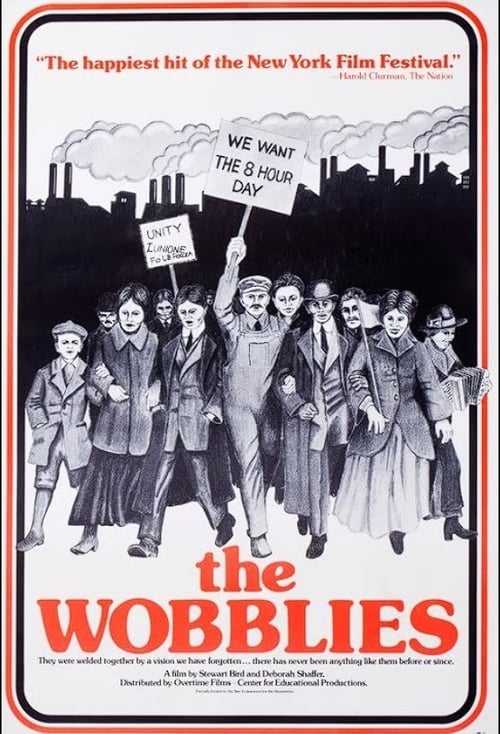 “The happiest hit of the New York Film Festival.”
—Harold Clurman, The Nation
WE WANT
THE 8 HOUR
DAY
UNITY
L'UNIONE
the
WOBBLIES
They were welded together by a vision we have forgotten... there has never been anything like them before or since.
A film by Stewart Bird and Deborah Shaffer.
Distributed by Overtime Films - Center for Educational Productions.